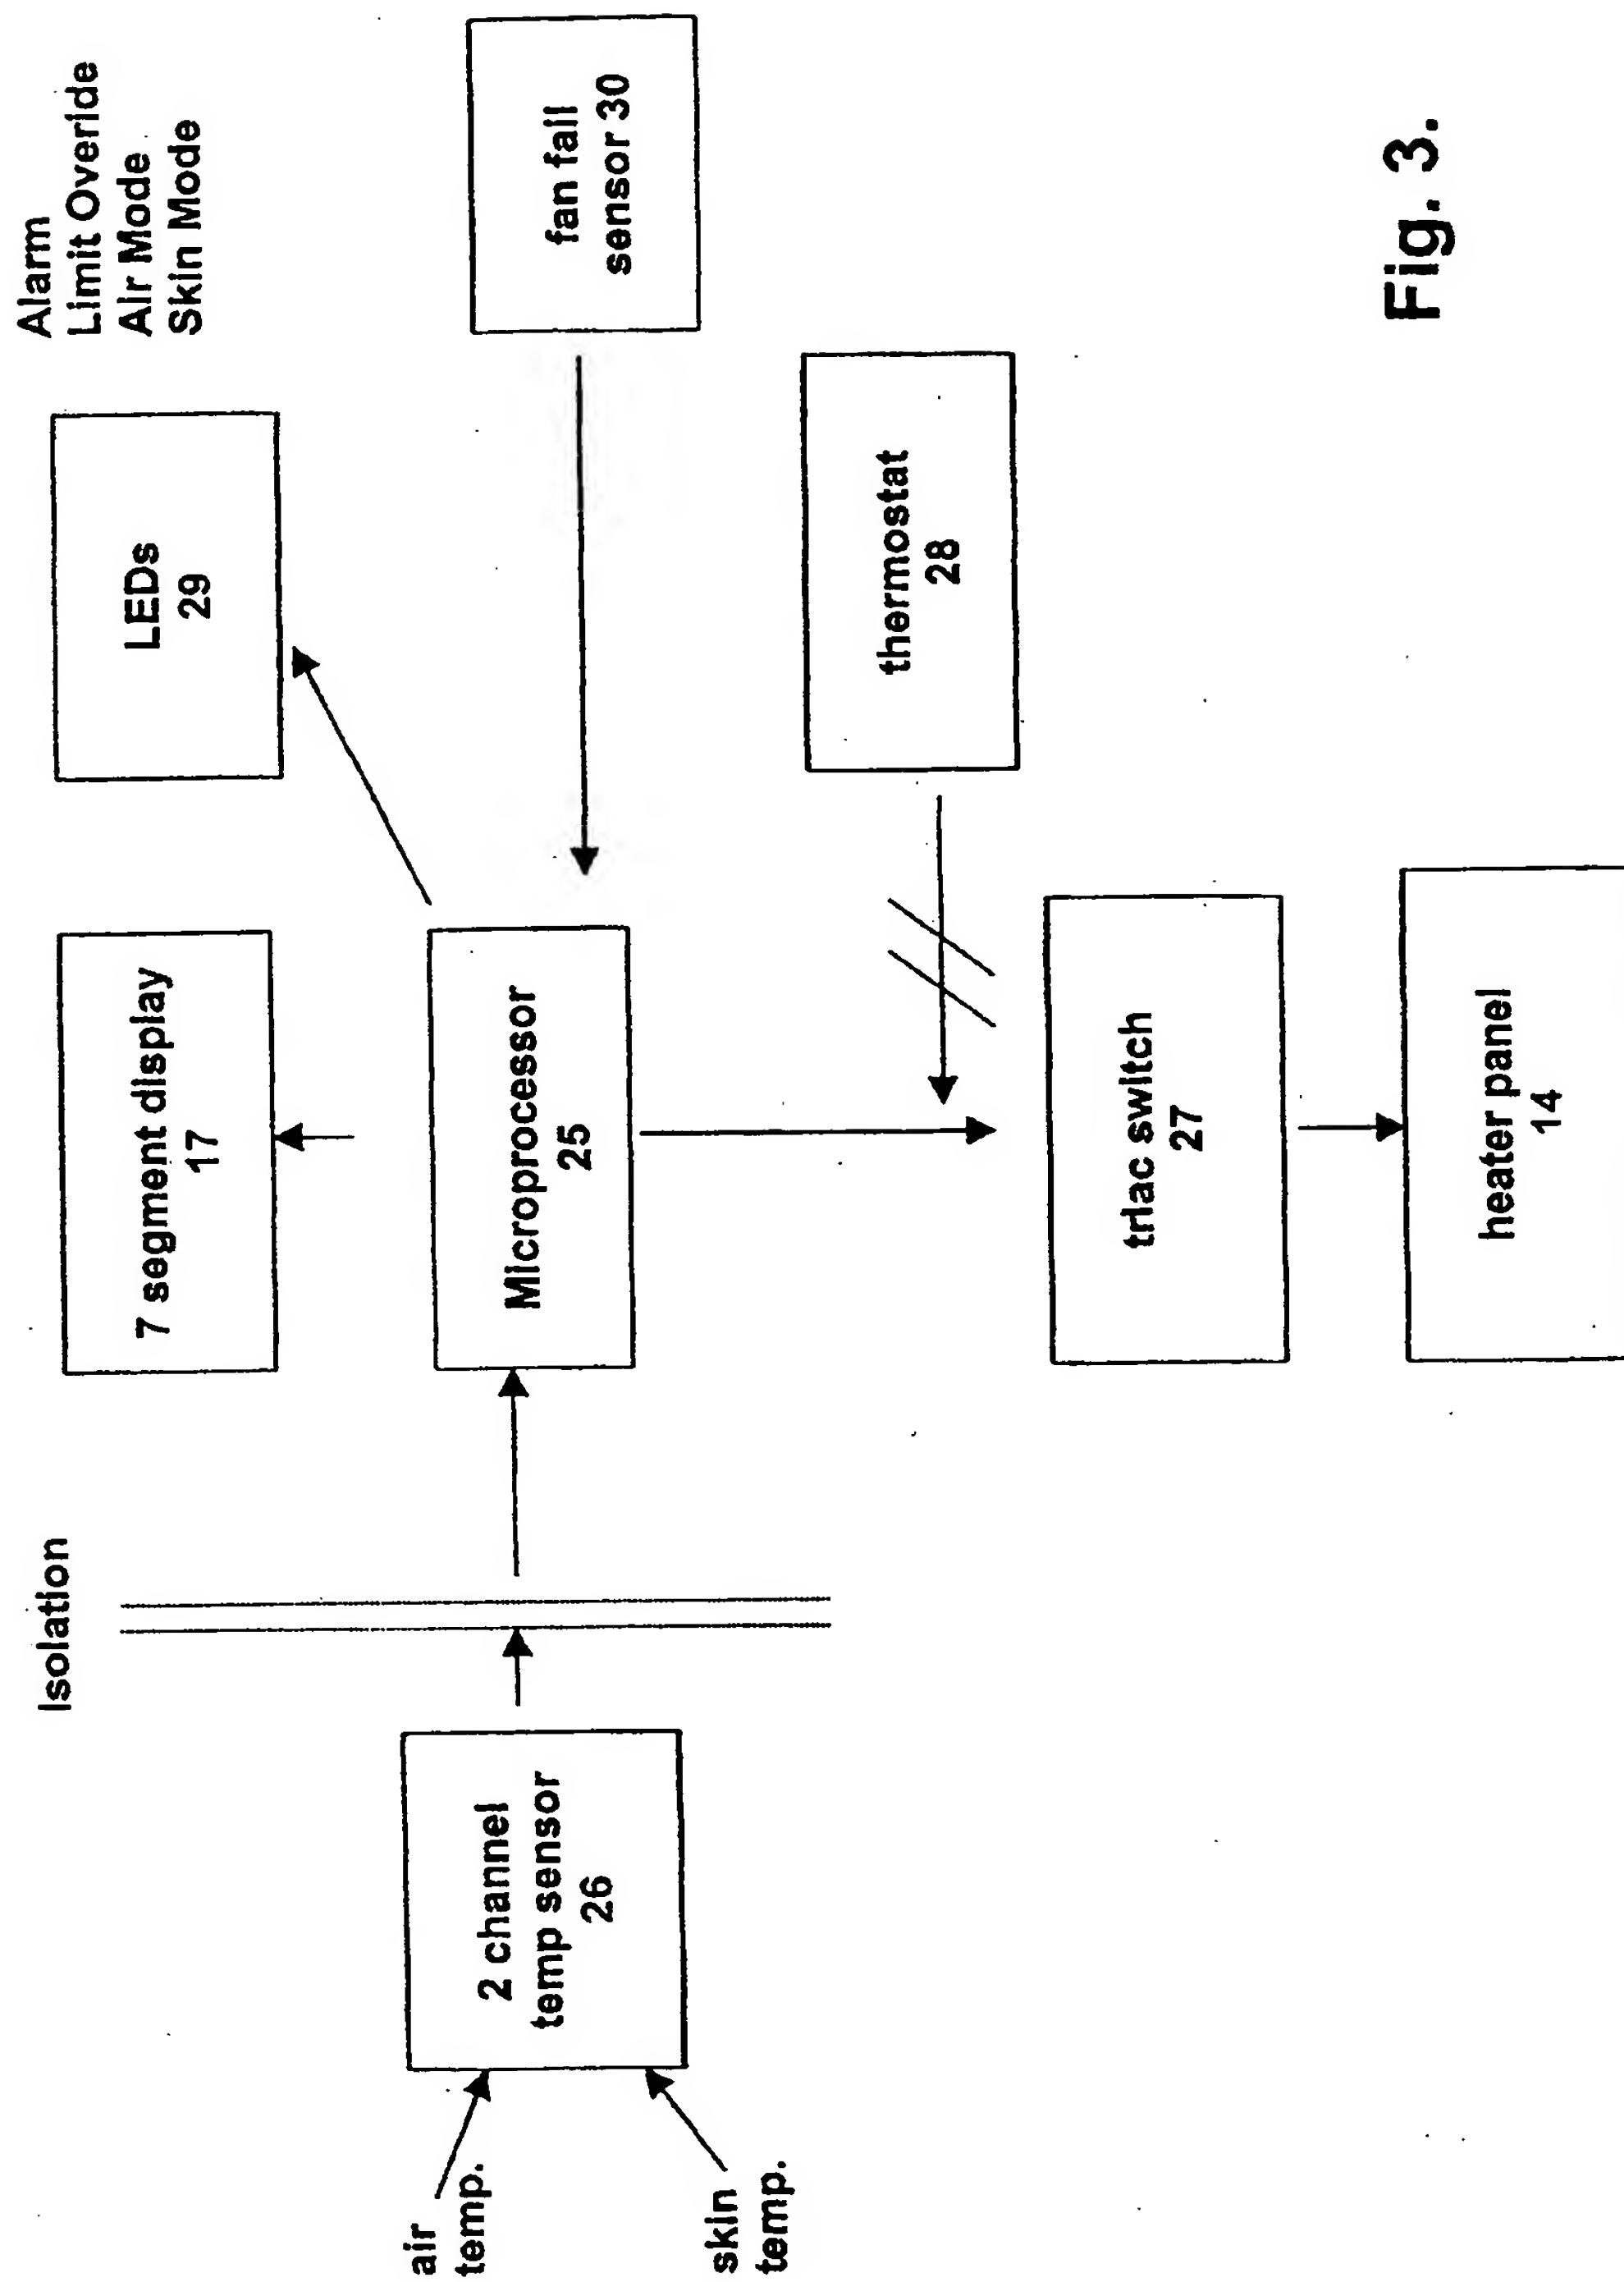 Isolation
Alarm
Limit Overide
Air Mode
Skin Mode
7 segment display
17
LEDs
29
air
temp.
2 channel
temp sensor
26
Microprocessor
25
fan fail
sensor 30
skin
temp.
thermostat
28
triac switch
27
heater panel
14
Fig. 3.